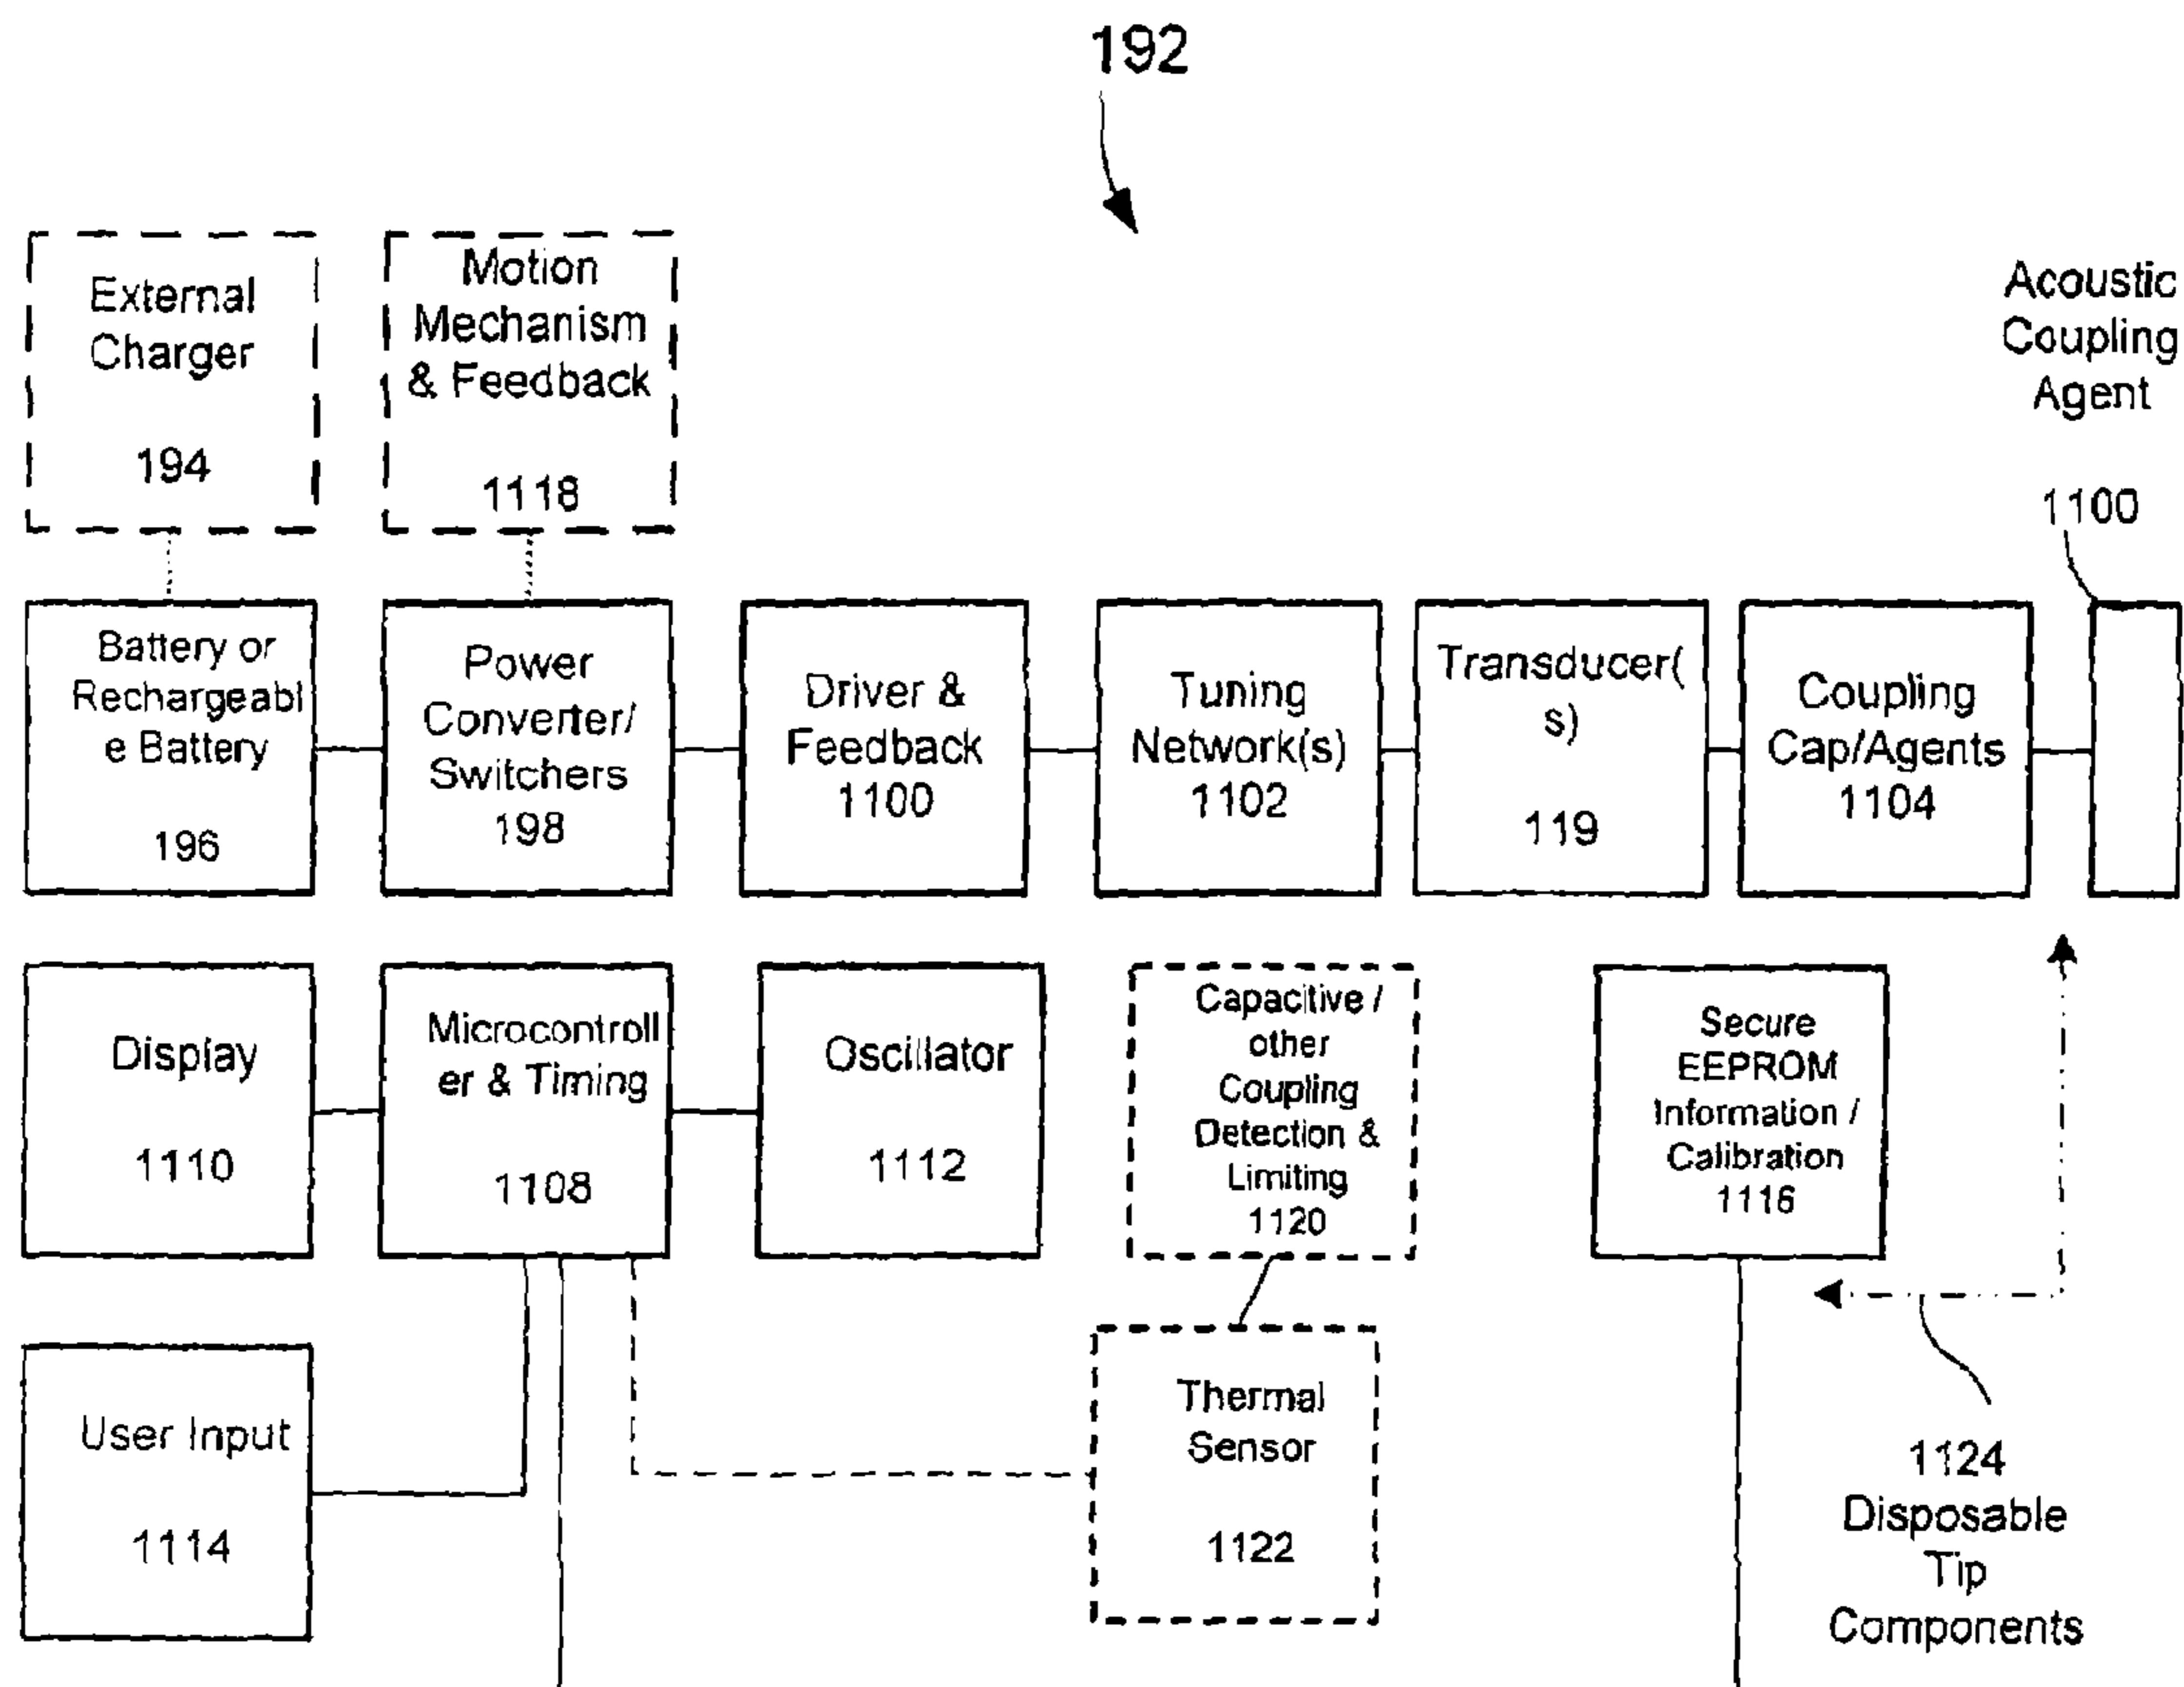 192
External
Charger
194
Motion
Mechanism
& Feedback
1118
Acoustic
Coupling
Agent
1100
Battery or
Rechargeabl
e Battery
196
Power
Converter/
Switchers
198
Driver &
Feedback
1100
Tuning
Network(s)
1102
Transducer(
s)
119
Coupling
Cap/Agents
1104
Display
1110
Microcontroll
er & Timing
1108
Oscillator
1112
Capacitive /
other
Coupling
Detection &
Limiting
1120
Secure
EEPROM
Information /
Calibration
1116
User Input
1114
Thermal
Sensor
1122
1124
Disposable
Tip
Components